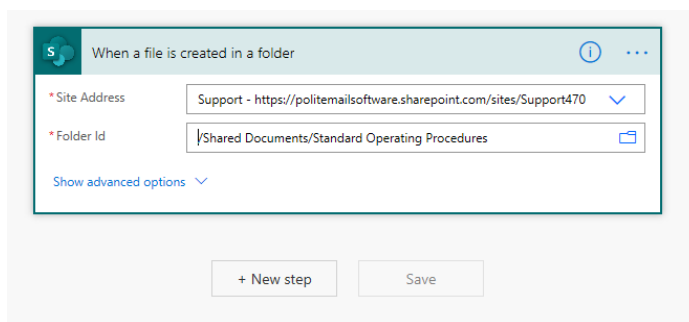 S
When a file is created in a folder
* Site Address
Support - https://politemailsoftware.sharepoint.com/sites/Support470
* Folder Id
/Shared Documents/Standard Operating Procedures
Show advanced options
+ New step
Save